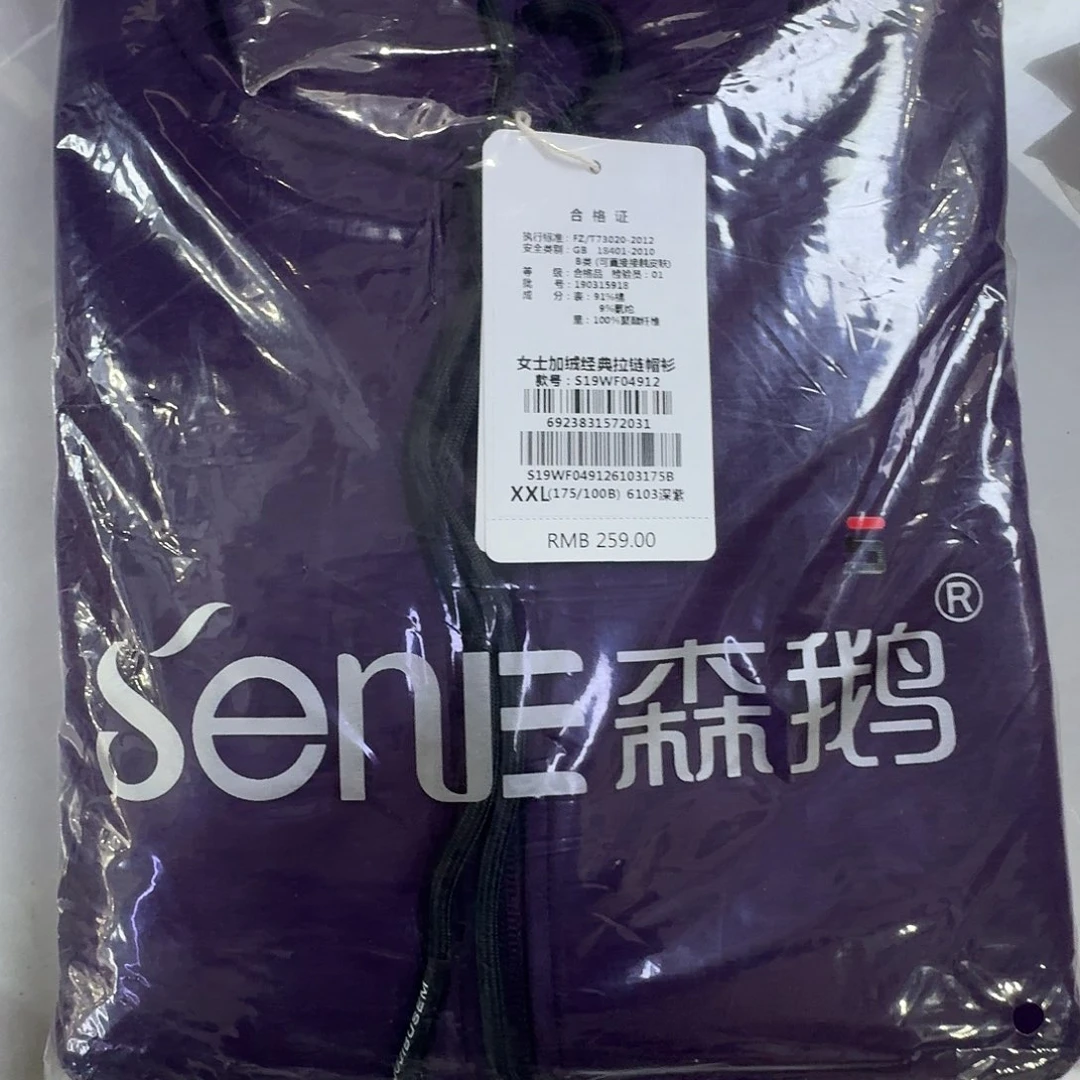 合格证
执行标准：FZ/T73020-2012
安全类别：GB 18401-2010
B类 (可直接接触皮肤)
等 级：合格品 检验员：01
批 号：190315918
成 分：表：91%棉
9%氨纶
里：100%聚酯纤维
女士加绒经典拉链帽衫
款号：S19WF04912
6923831572031
S19WF049126103175B
XXL(175/100B) 6103深紫
RMB 259.00
SenE 森鹅®